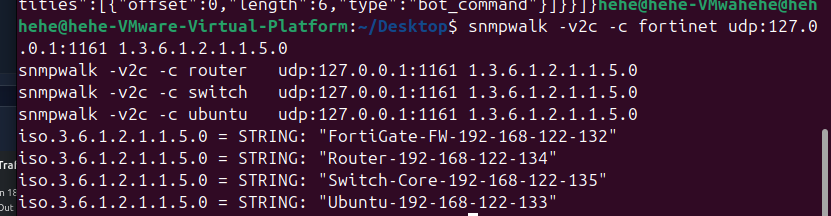 titles":[{"offset":0,"length":6,"type":"bot_command"}]}}]}hehe@hehe-VMwahehe@heh
hehe@hehe-VMware-Virtual-Platform:~/Desktop$ snmpwalk -v2c -c fortinet udp:127.0
.0.1:1161 1.3.6.1.2.1.1.5.0
snmpwalk -v2c -c router   udp:127.0.0.1:1161 1.3.6.1.2.1.1.5.0
snmpwalk -v2c -c switch   udp:127.0.0.1:1161 1.3.6.1.2.1.1.5.0
snmpwalk -v2c -c ubuntu   udp:127.0.0.1:1161 1.3.6.1.2.1.1.5.0
iso.3.6.1.2.1.1.5.0 = STRING: "FortiGate-FW-192-168-122-132"
iso.3.6.1.2.1.1.5.0 = STRING: "Router-192-168-122-134"
iso.3.6.1.2.1.1.5.0 = STRING: "Switch-Core-192-168-122-135"
iso.3.6.1.2.1.1.5.0 = STRING: "Ubuntu-192-168-122-133"
Traf
n 18
Out